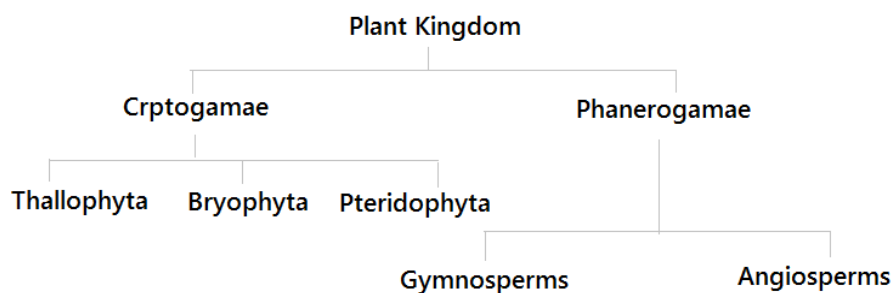 Plant Kingdom
Crptogamae
Phanerogamae
Thallophyta
Bryophyta
Pteridophyta
Gymnosperms
Angiosperms